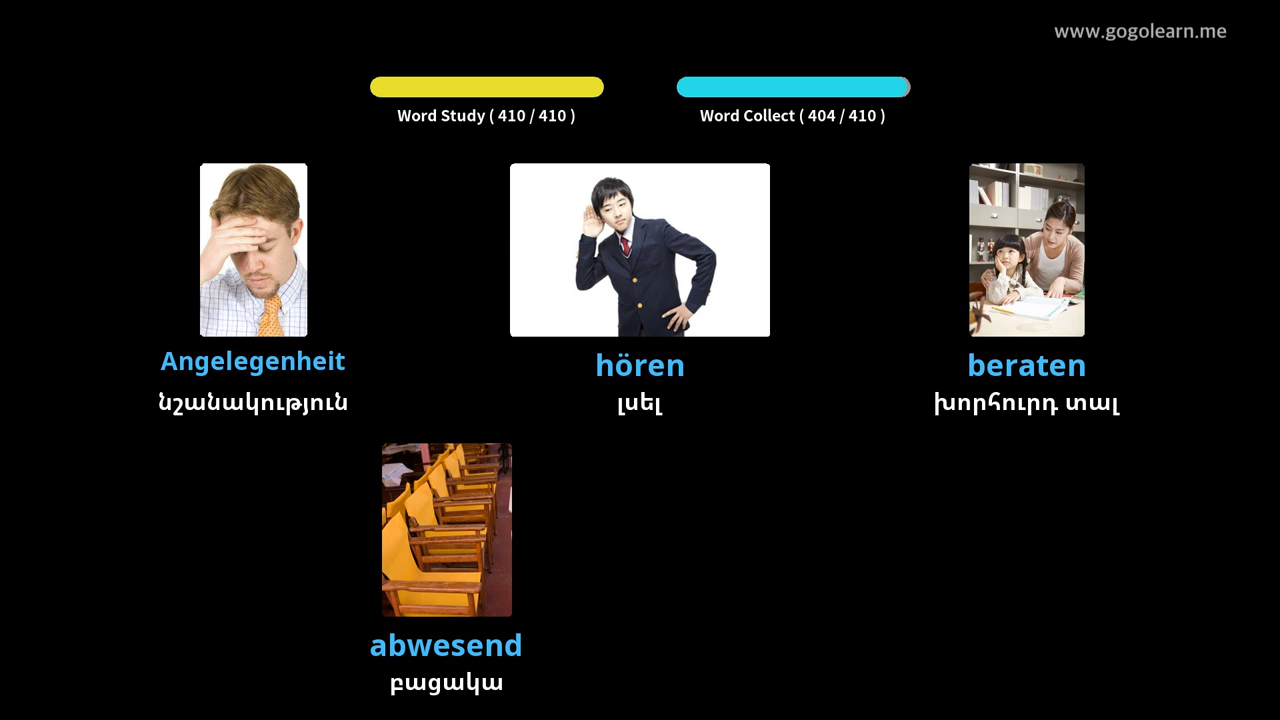 www.gogolearn.me
Word Study ( 410 / 410 )
Word Collect ( 404 / 410 )
Angelegenheit
նշանակություն
hören
լսել
beraten
խորհուրդ տալ
abwesend
բացակա